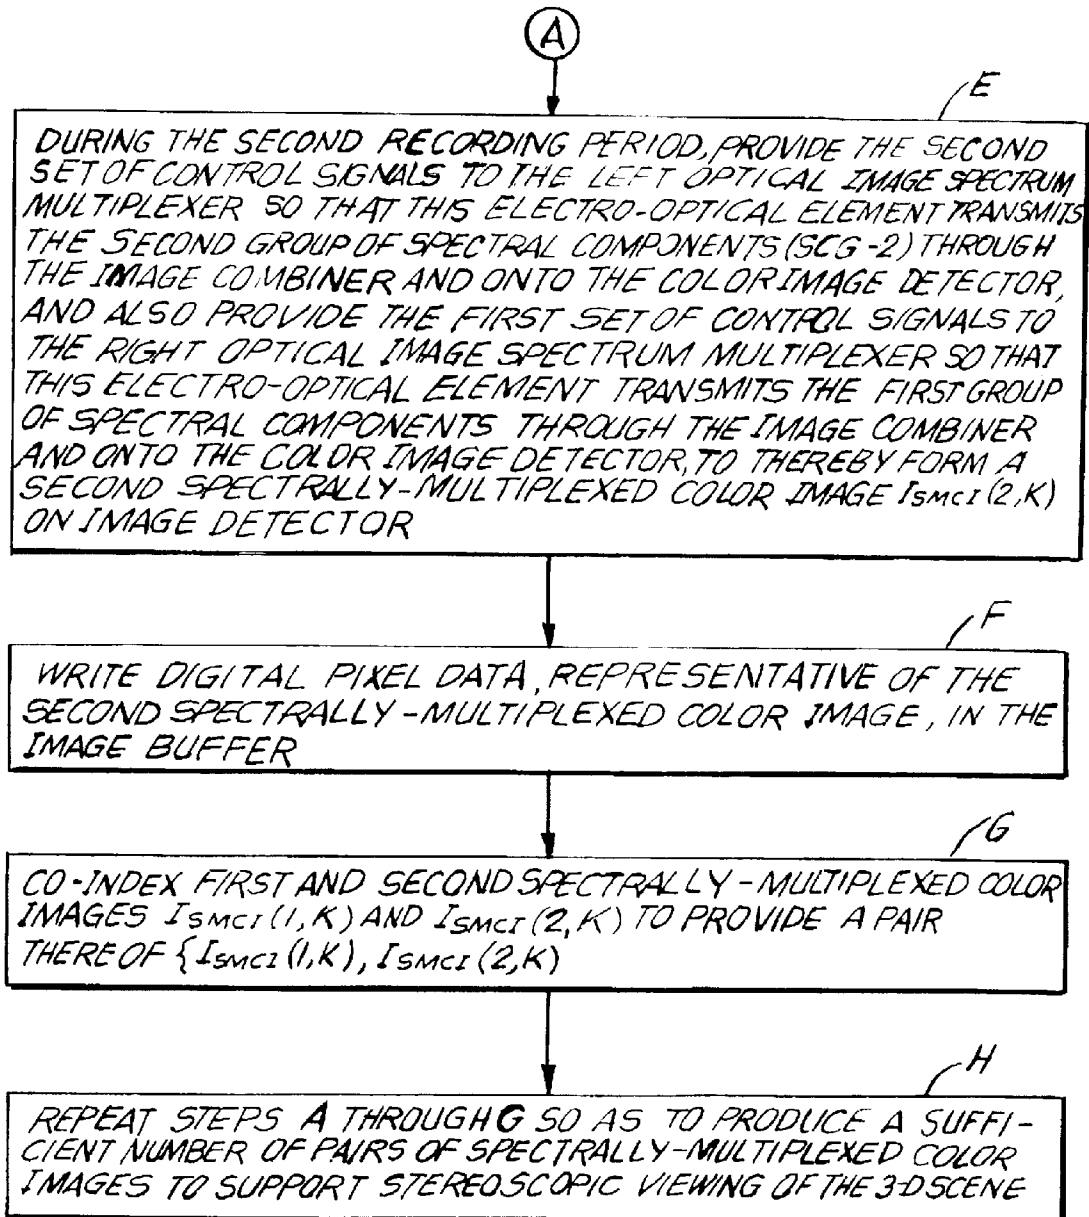 A
E
DURING THE SECOND RECORDING PERIOD, PROVIDE THE SECOND
SET OF CONTROL SIGNALS TO THE LEFT OPTICAL IMAGE SPECTRUM
MULTIPLEXER SO THAT THIS ELECTRO-OPTICAL ELEMENT TRANSMITS
THE SECOND GROUP OF SPECTRAL COMPONENTS (SCG-2) THROUGH
THE IMAGE COMBINER AND ONTO THE COLOR IMAGE DETECTOR,
AND ALSO PROVIDE THE FIRST SET OF CONTROL SIGNALS TO
THE RIGHT OPTICAL IMAGE SPECTRUM MULTIPLEXER SO THAT
THIS ELECTRO-OPTICAL ELEMENT TRANSMITS THE FIRST GROUP
OF SPECTRAL COMPONENTS THROUGH THE IMAGE COMBINER
AND ONTO THE COLOR IMAGE DETECTOR, TO THEREBY FORM A
SECOND SPECTRALLY-MULTIPLEXED COLOR IMAGE ISMCI (2,K)
ON IMAGE DETECTOR
F
WRITE DIGITAL PIXEL DATA, REPRESENTATIVE OF THE
SECOND SPECTRALLY-MULTIPLEXED COLOR IMAGE, IN THE
IMAGE BUFFER
G
CO-INDEX FIRST AND SECOND SPECTRALLY-MULTIPLEXED COLOR
IMAGES ISMCI (1,K) AND ISMCI (2,K) TO PROVIDE A PAIR
THERE OF {ISMCI (1,K), ISMCI (2,K)
H
REPEAT STEPS A THROUGH G SO AS TO PRODUCE A SUFFI-
CIENT NUMBER OF PAIRS OF SPECTRALLY-MULTIPLEXED COLOR
IMAGES TO SUPPORT STEREOSCOPIC VIEWING OF THE 3-D SCENE